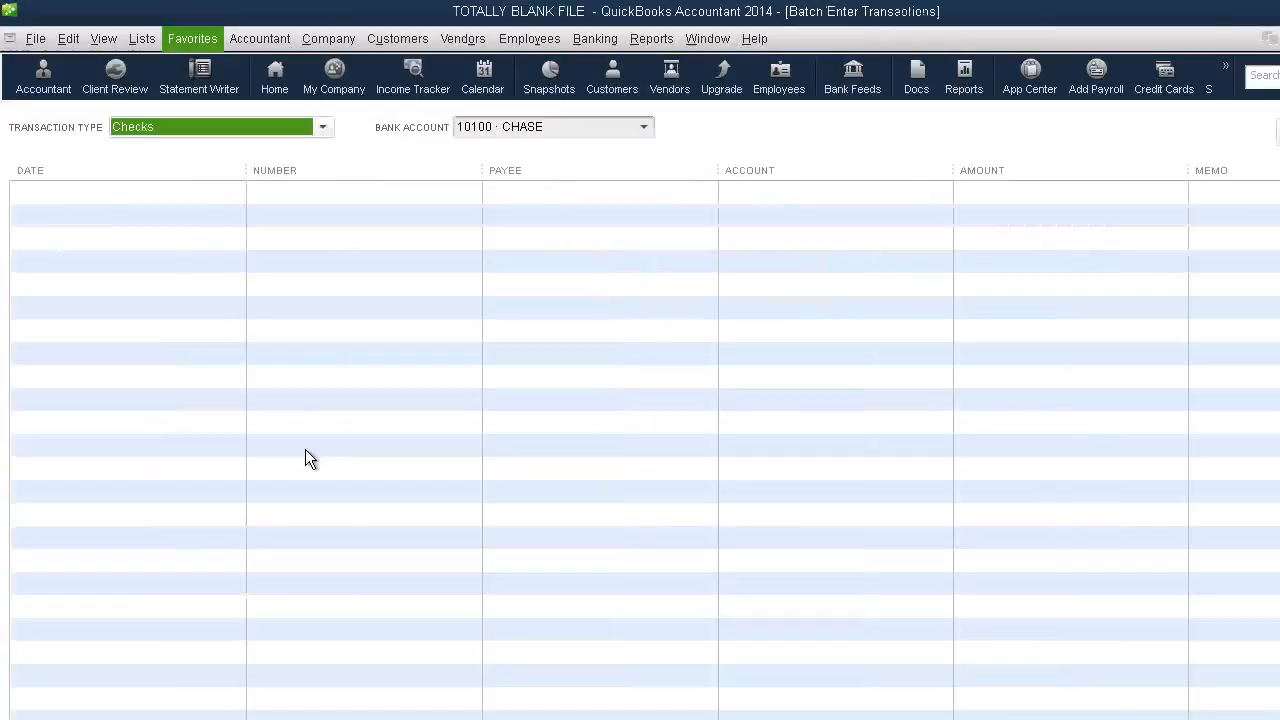 TOTALLY BLANK FILE - QuickBooks Accountant 2014 - [Batch Enter Transactions]
File Edit View Lists Favorites Accountant Company Customers Vendors Employees Banking Reports Window Help
Accountant Client Review Statement Writer Home My Company Income Tracker Calendar Snaps Customers Vendors Upgrade Employees Bank Feeds Docs Reports App Center Add Payroll Credit Cards S » Search
TRANSACTION TYPE Checks BANK ACCOUNT 10100 · CHASE
DATE NUMBER PAYEE ACCOUNT AMOUNT MEMO